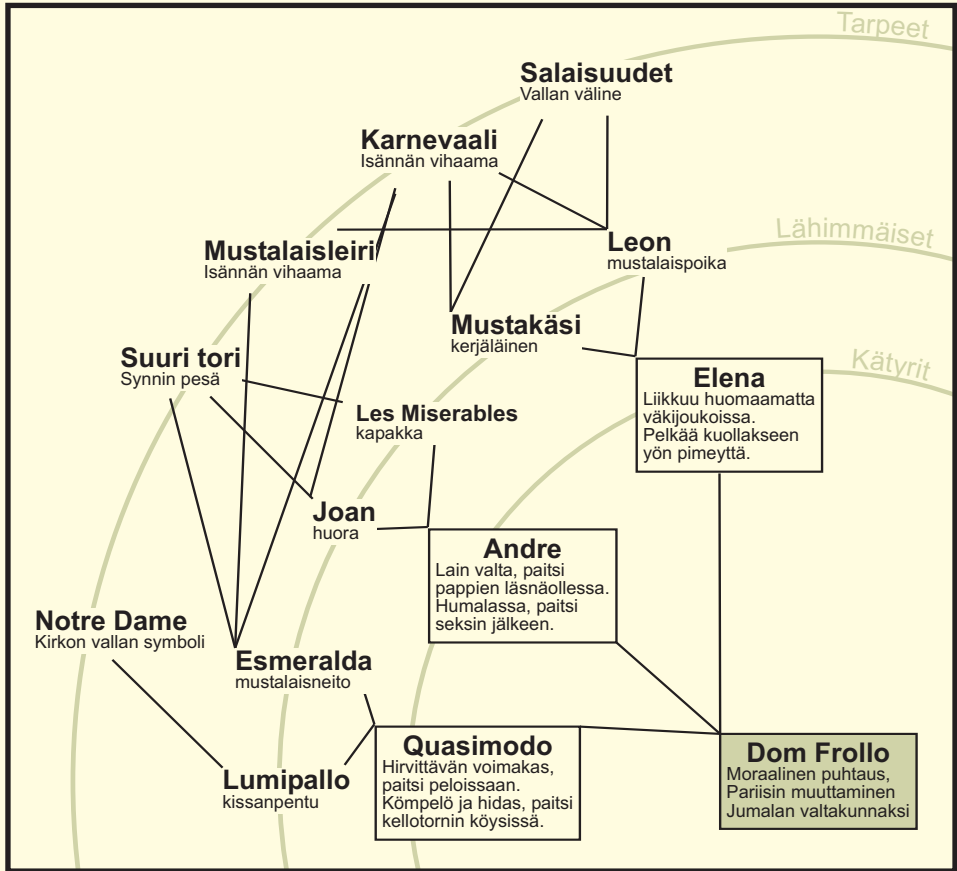 Tarpeet
Salaisuudet
Vallan väline
Karnevaali
Isännän vihaama
Lähimmäiset
Mustalaisleiri
Isännän vihaama
Leon
mustalaispoika
Mustakäsi
kerjäläinen
Suuri tori
Synnin pesä
Kätyrit
Elena
Liikkuu huomaamatta
väkijoukoissa.
Pelkää kuollakseen
yön pimeyttä.
Les Miserables
kapakka
Joan
huora
Andre
Lain valta, paitsi
pappien läsnäollessa.
Humalassa, paitsi
seksin jälkeen.
Notre Dame
Kirkon vallan symboli
Esmeralda
mustalaisneito
Quasimodo
Hirvittävän voimakas,
paitsi peloissaan.
Kömpelö ja hidas, paitsi
kellotornin köysissä.
Dom Frollo
Moraalinen puhtaus,
Pariisin muuttaminen
Jumalan valtakunnaksi
Lumipallo
kissanpentu